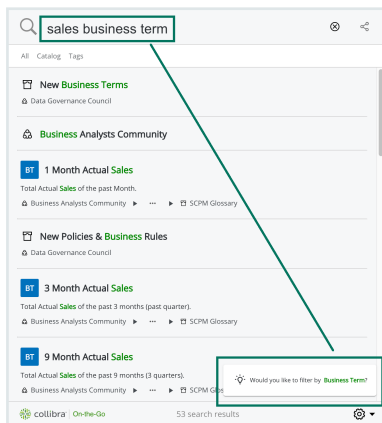 sales business term
All Catalog Tags
New Business Terms
Data Governance Council
Business Analysts Community
BT 1 Month Actual Sales
Total Actual Sales of the past Month.
Business Analysts Community ▶ ··· ▶ SCPM Glossary
New Policies & Business Rules
Data Governance Council
BT 3 Month Actual Sales
Total Actual Sales of the past 3 months (past quarter).
Business Analysts Community ▶ ··· ▶ SCPM Glossary
BT 9 Month Actual Sales
Total Actual Sales of the past 9 months (3 quarters).
Would you like to filter by Business Term?
Business Analysts Community ▶ ··· ▶ SCPM
collibra On-the-Go 53 search results